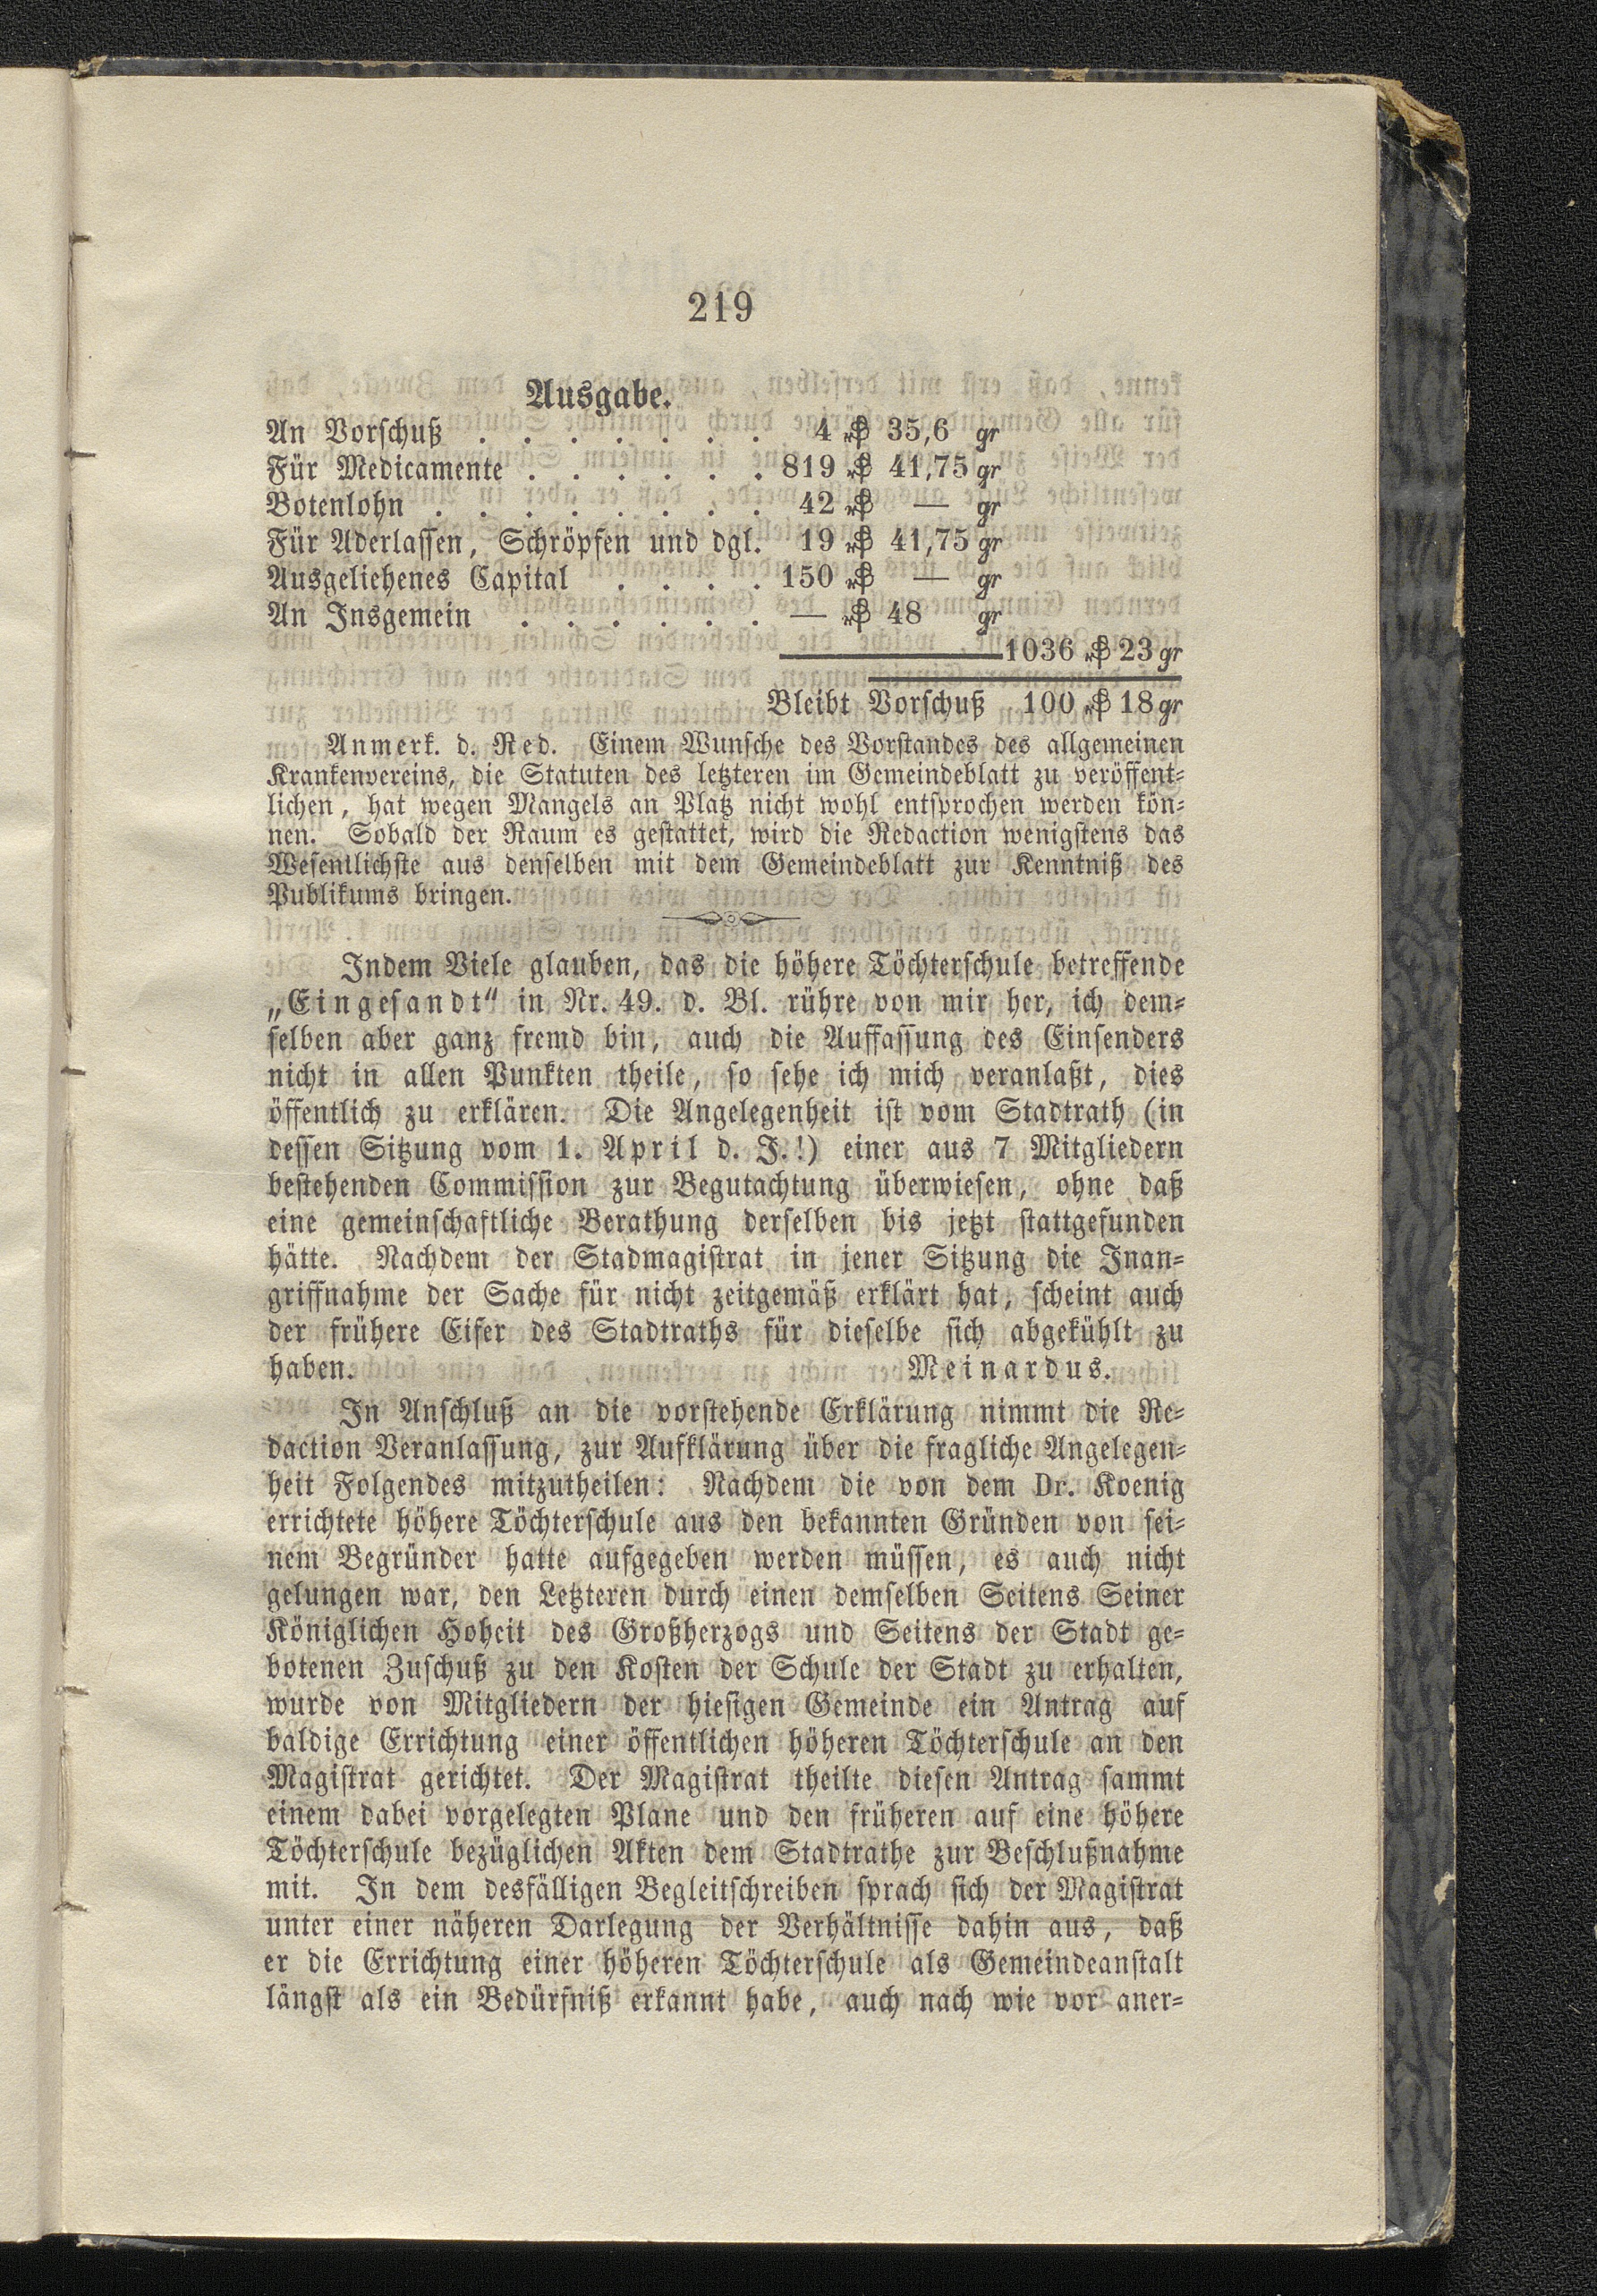 219
Ausgabe.
An Vorschuß . . . . . . . 4 ₰ 35,6 gr
Für Medicamente . . . . . . 819 ₰ 41,75 gr
Botenlohn . . . . . . . . 42 ₰ — gr
Für Aderlassen, Schröpfen und dgl. 19 ₰ 41,75 gr
Ausgeliehenes Capital . . . . 150 ₰ — gr
An Insgemein . . . . . . — ₰ 48 gr
1036 ₰ 23 gr
Bleibt Vorschuß 100 ₰ 18 gr
Anmerk. d. Red. Einem Wunsche des Vorstandes des allgemeinen
Krankenvereins, die Statuten des letzteren im Gemeindeblatt zu veröffent-
lichen, hat wegen Mangels an Platz nicht wohl entsprochen werden kön-
nen. Sobald der Raum es gestattet, wird die Redaction wenigstens das
Wesentlichste aus denselben mit dem Gemeindeblatt zur Kenntniß des
Publikums bringen.
Indem Viele glauben, das die höhere Töchterschule betreffende
„Eingesandt“ in Nr. 49. d. Bl. rühre von mir her, ich dem-
selben aber ganz fremd bin, auch die Auffassung des Einsenders
nicht in allen Punkten theile, so sehe ich mich veranlaßt, dies
öffentlich zu erklären. Die Angelegenheit ist vom Stadtrath (in
dessen Sitzung vom 1. April d. J.!) einer aus 7 Mitgliedern
bestehenden Commission zur Begutachtung überwiesen, ohne daß
eine gemeinschaftliche Berathung derselben bis jetzt stattgefunden
hätte. Nachdem der Stadmagistrat in jener Sitzung die Inan-
griffnahme der Sache für nicht zeitgemäß erklärt hat, scheint auch
der frühere Eifer des Stadtraths für dieselbe sich abgekühlt zu
haben. Meinardus.
In Anschluß an die vorstehende Erklärung nimmt die Re-
daction Veranlassung, zur Aufklärung über die fragliche Angelegen-
heit Folgendes mitzutheilen: Nachdem die von dem Dr. Koenig
errichtete höhere Töchterschule aus den bekannten Gründen von sei-
nem Begründer hatte aufgegeben werden müssen, es auch nicht
gelungen war, den Letzteren durch einen demselben Seitens Seiner
Königlichen Hoheit des Großherzogs und Seitens der Stadt ge-
botenen Zuschuß zu den Kosten der Schule der Stadt zu erhalten,
wurde von Mitgliedern der hiesigen Gemeinde ein Antrag auf
baldige Errichtung einer öffentlichen höheren Töchterschule an den
Magistrat gerichtet. Der Magistrat theilte diesen Antrag sammt
einem dabei vorgelegten Plane und den früheren auf eine höhere
Töchterschule bezüglichen Akten dem Stadtrathe zur Beschlußnahme
mit. In dem desfälligen Begleitschreiben sprach sich der Magistrat
unter einer näheren Darlegung der Verhältnisse dahin aus, daß
er die Errichtung einer höheren Töchterschule als Gemeindeanstalt
längst als ein Bedürfniß erkannt habe, auch nach wie vor aner-